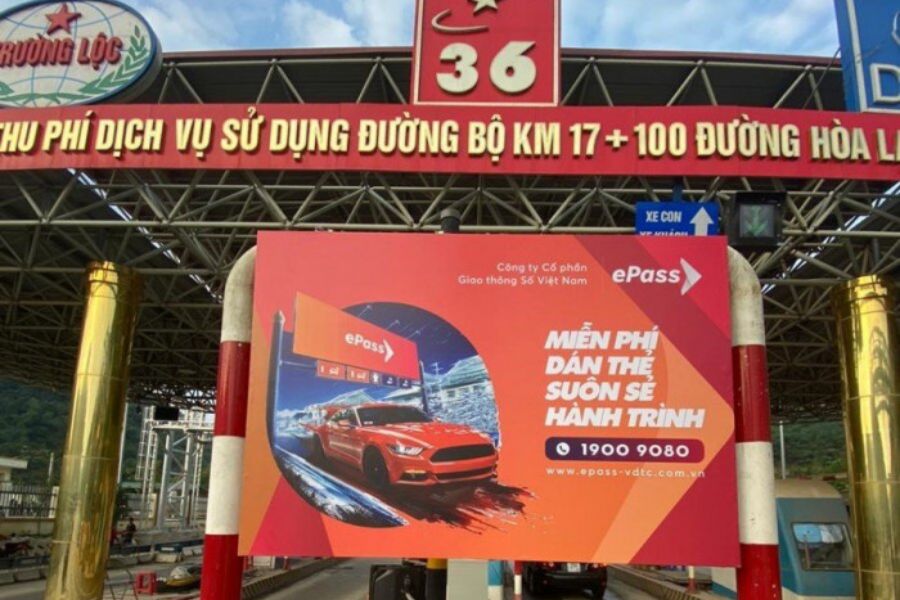 TRƯỜNG LỘC
36
THU PHÍ DỊCH VỤ SỬ DỤNG ĐƯỜNG BỘ KM 17+100 ĐƯỜNG HÒA
XE CON
XE KHÁCH
Công ty Cổ phần
Giao thông Số Việt Nam
ePass
ePass
MIỄN PHÍ
DÁN THẺ
SUÔN SẺ
HÀNH TRÌNH
1900 9080
www.epass-vdtc.com.vn